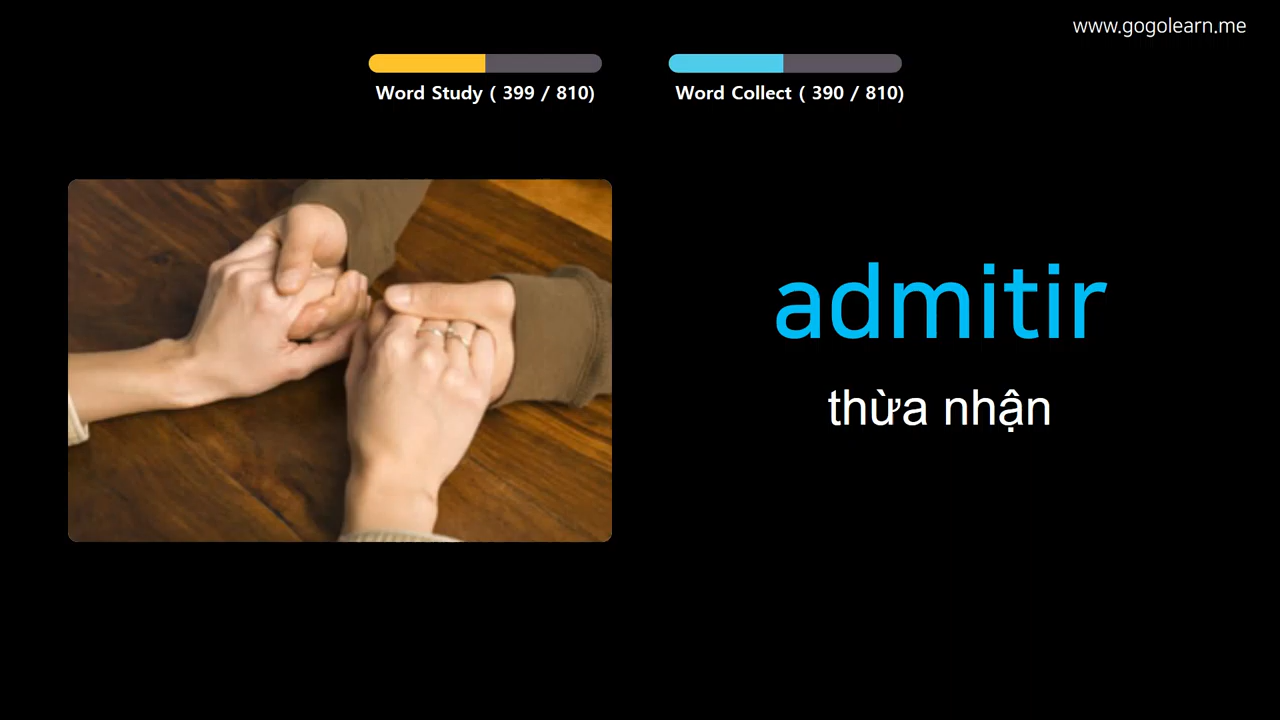 www.gogolearn.me
Word Study ( 399 / 810)
Word Collect ( 390 / 810)
admitir
thừa nhận